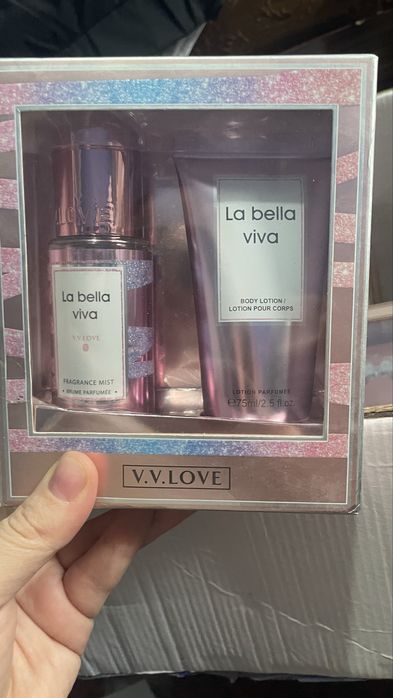 La bella
viva
V.V.LOVE
FRAGRANCE MIST
• BRUME PARFUMÉE •
La bella
viva
BODY LOTION /
LOTION POUR CORPS
LOTION PARFUMÉE
℮75ml/2.5 fl.oz.
V.V.LOVE